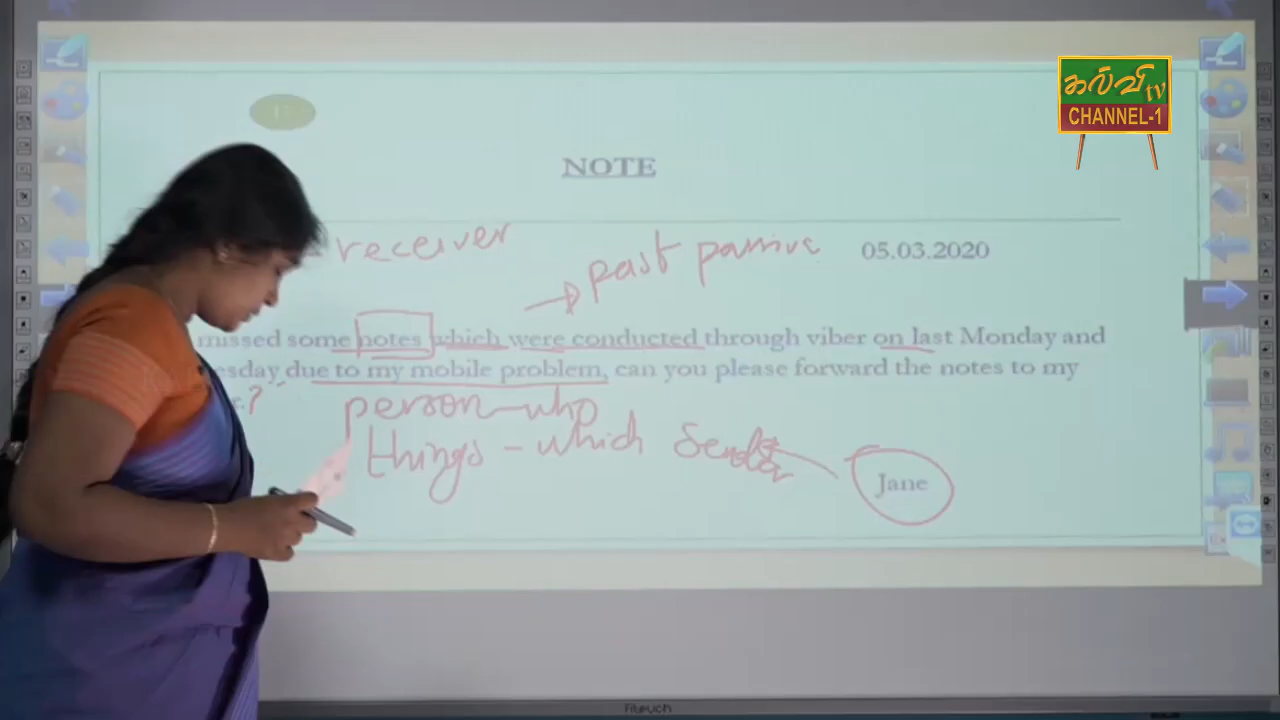 கல்வி tv
CHANNEL-1
NOTE
receiver
past passive
05.03.2020
missed some notes which were conducted through viber on last Monday and
due to my mobile problem, can you please forward the notes to my
person - who
things - which
Sender
Jane